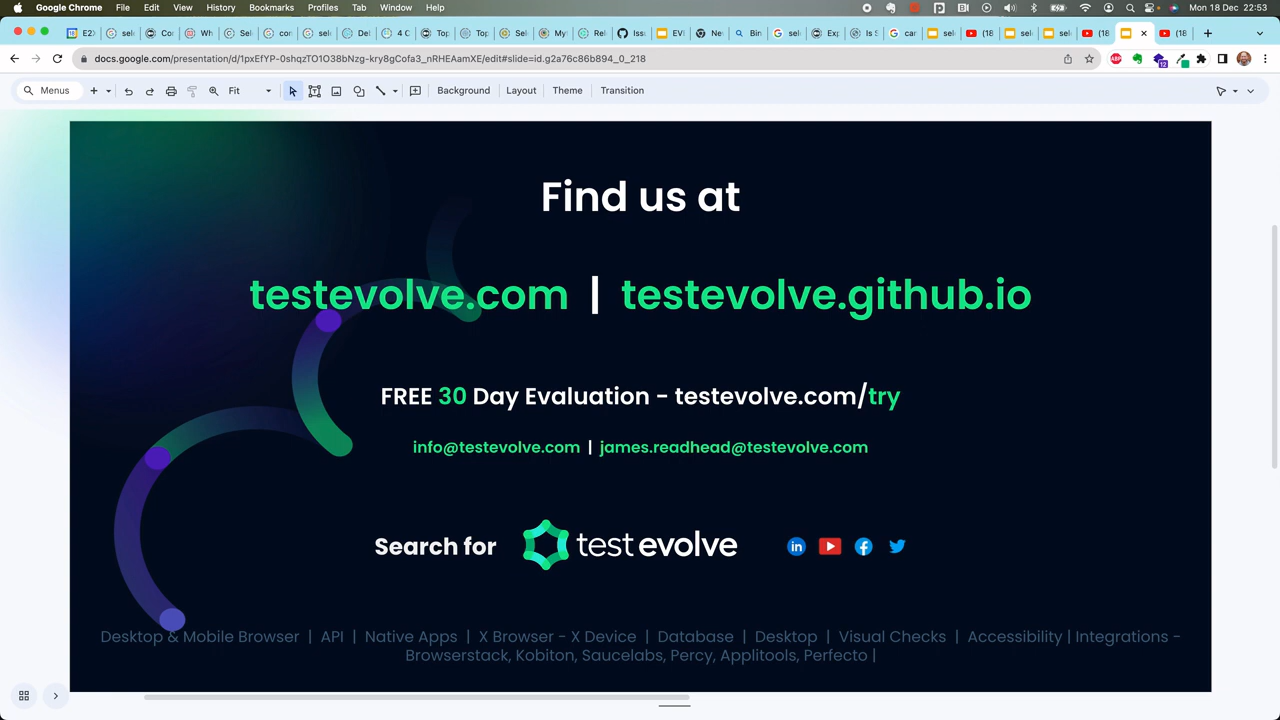 Google Chrome File Edit View History Bookmarks Profiles Tab Window Help Mon 18 Dec 22:53
docs.google.com/presentation/d/1pxEfYP-0shqzTO1O38bNzg-kry8gCorjt3_nRHEAamXE/edit#slide=id.g2a76c86b894_0_218
Menus Fit Background Layout Theme Transition
Find us at
testevolve.com | testevolve.github.io
FREE 30 Day Evaluation - testevolve.com/try
info@testevolve.com | james.readhead@testevolve.com
Search for testevolve
Desktop & Mobile Browser | API | Native Apps | X Browser - X Device | Database | Desktop | Visual Checks | Accessibility | Integrations -
Browserstack, Kobiton, Saucelabs, Percy, Applitools, Perfecto |